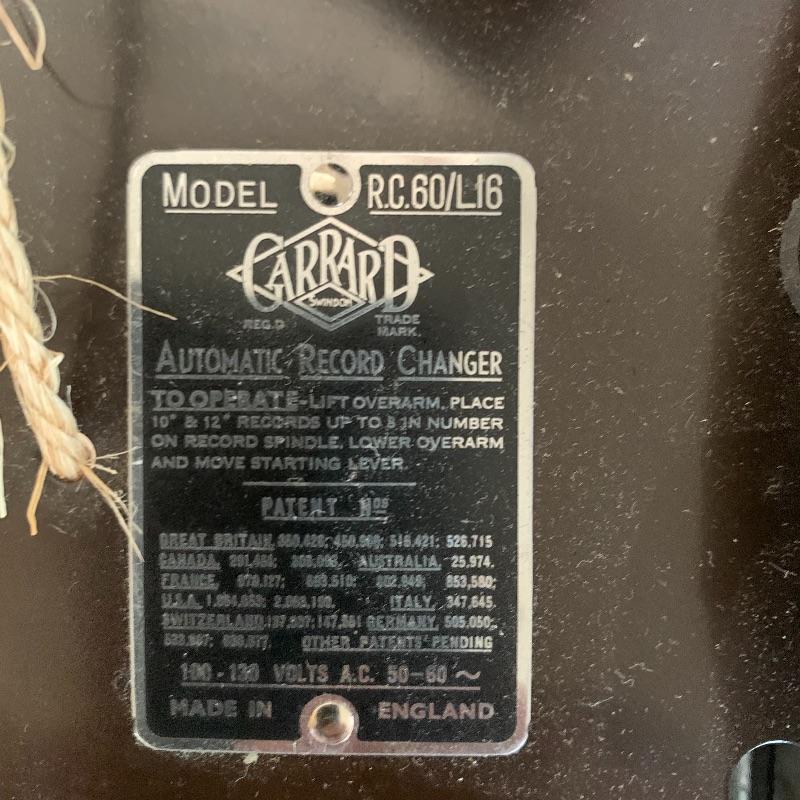 MODEL R.C.60/L16
GARRARD
SWINDON
REG.D TRADE MARK.
AUTOMATIC RECORD CHANGER
TO OPERATE-LIFT OVERARM, PLACE
10" & 12" RECORDS UP TO 8 IN NUMBER
ON RECORD SPINDLE, LOWER OVERARM
AND MOVE STARTING LEVER.
PATENT NOS
GREAT BRITAIN, 526,715
CANADA, AUSTRALIA, 25,974.
FRANCE, 853,580;
U.S.A. ITALY, 347,645.
SWITZERLAND, GERMANY, 505,050;
OTHER PATENTS PENDING
100-130 VOLTS A.C. 50-60 ~
MADE IN ENGLAND